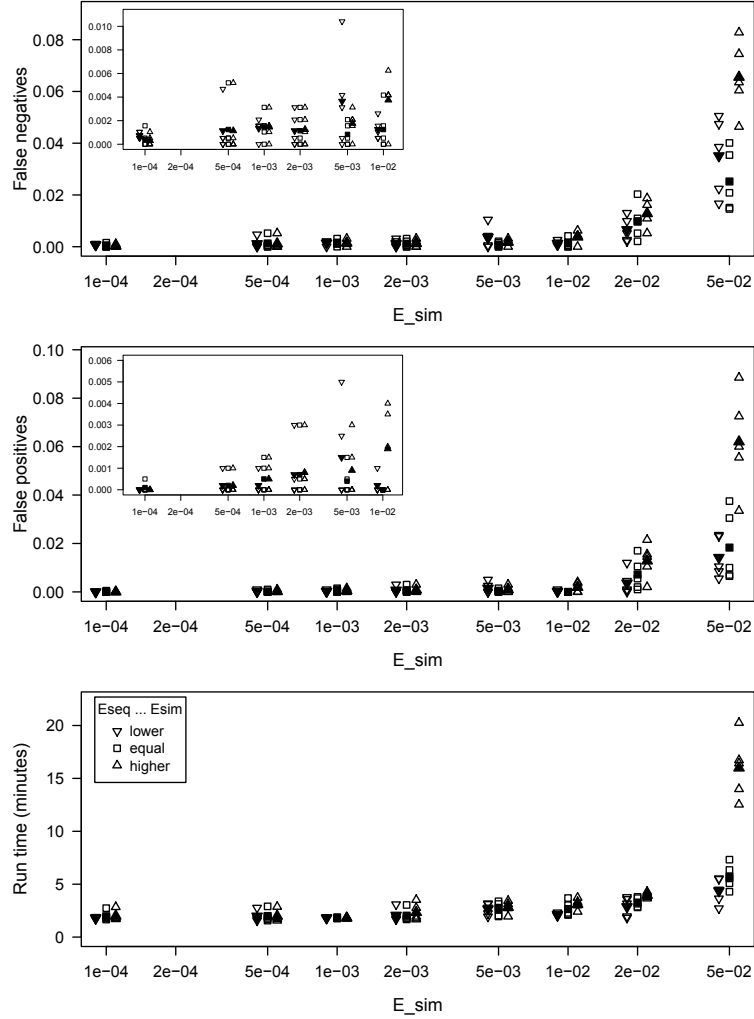 False negatives
0.08
0.06
0.04
0.02
0.00
0.010
0.008
0.006
0.004
0.002
0.000
1e−04 2e−04 5e−04 1e−03 2e−03 5e−03 1e−02
1e−04 2e−04 5e−04 1e−03 2e−03 5e−03 1e−02 2e−02 5e−02
E_sim
False positives
0.10
0.08
0.06
0.04
0.02
0.00
0.006
0.005
0.004
0.003
0.002
0.001
0.000
1e−04 2e−04 5e−04 1e−03 2e−03 5e−03 1e−02
1e−04 2e−04 5e−04 1e−03 2e−03 5e−03 1e−02 2e−02 5e−02
E_sim
Run time (minutes)
20
15
10
5
0
Eseq ... Esim
lower
equal
higher
1e−04 2e−04 5e−04 1e−03 2e−03 5e−03 1e−02 2e−02 5e−02
E_sim